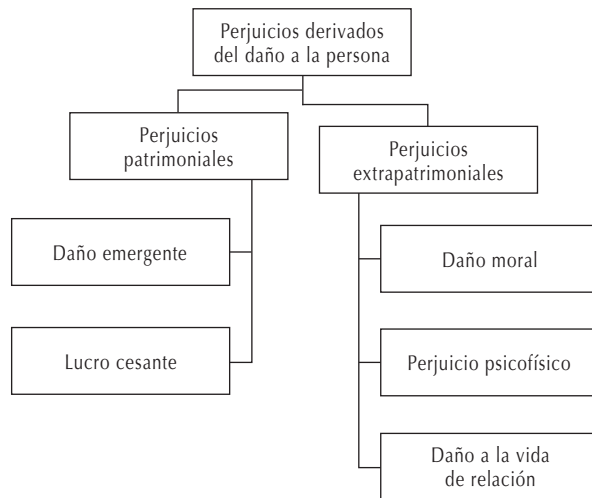 Perjuicios derivados
del daño a la persona
Perjuicios
patrimoniales
Perjuicios
extrapatrimoniales
Daño emergente
Daño moral
Lucro cesante
Perjuicio psicofísico
Daño a la vida
de relación